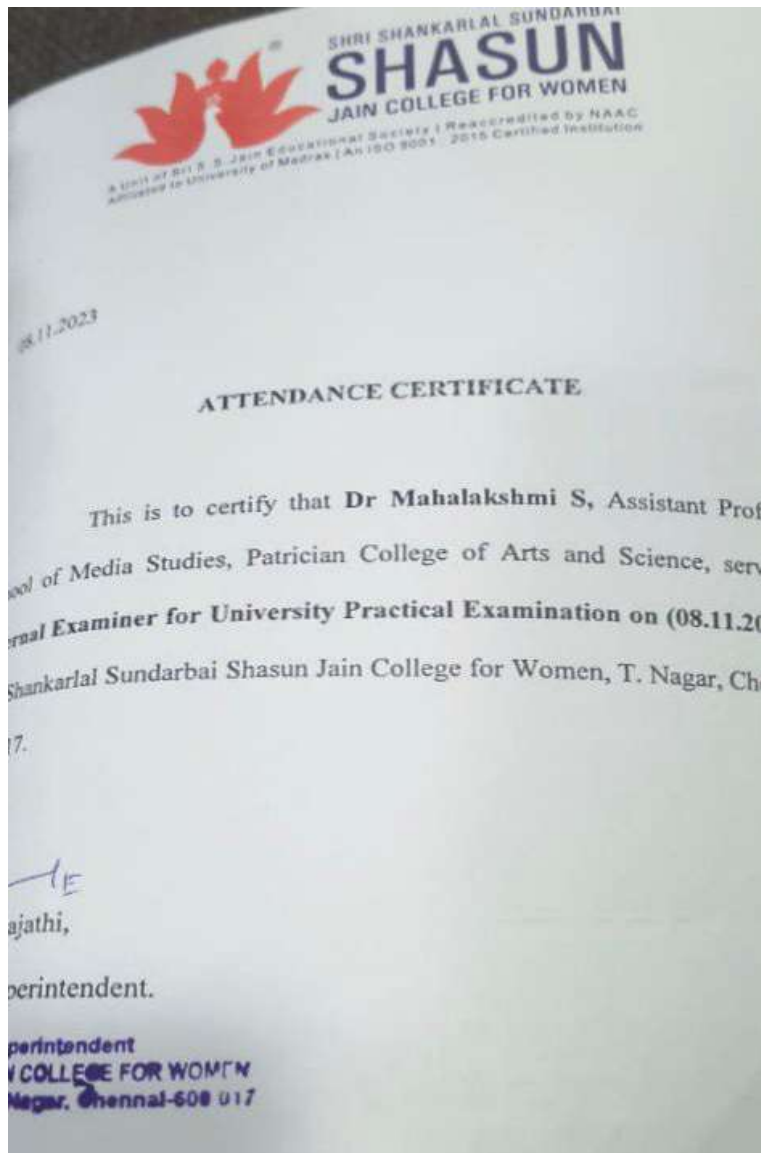 SHRI SHANKARLAL SUNDARBAI
SHASUN
JAIN COLLEGE FOR WOMEN
A Unit of Sri S. S. Jain Educational Society | Reaccredited by NAAC
Affiliated to University of Madras | An ISO 9001 : 2015 Certified Institution
08.11.2023
ATTENDANCE CERTIFICATE
This is to certify that Dr Mahalakshmi S, Assistant Prof
ool of Media Studies, Patrician College of Arts and Science, serv
ernal Examiner for University Practical Examination on (08.11.20
Shankarlal Sundarbai Shasun Jain College for Women, T. Nagar, Che
17.
ajathi,
perintendent.
perintendent
N COLLEGE FOR WOMEN
Nagar, Chennai-600 017